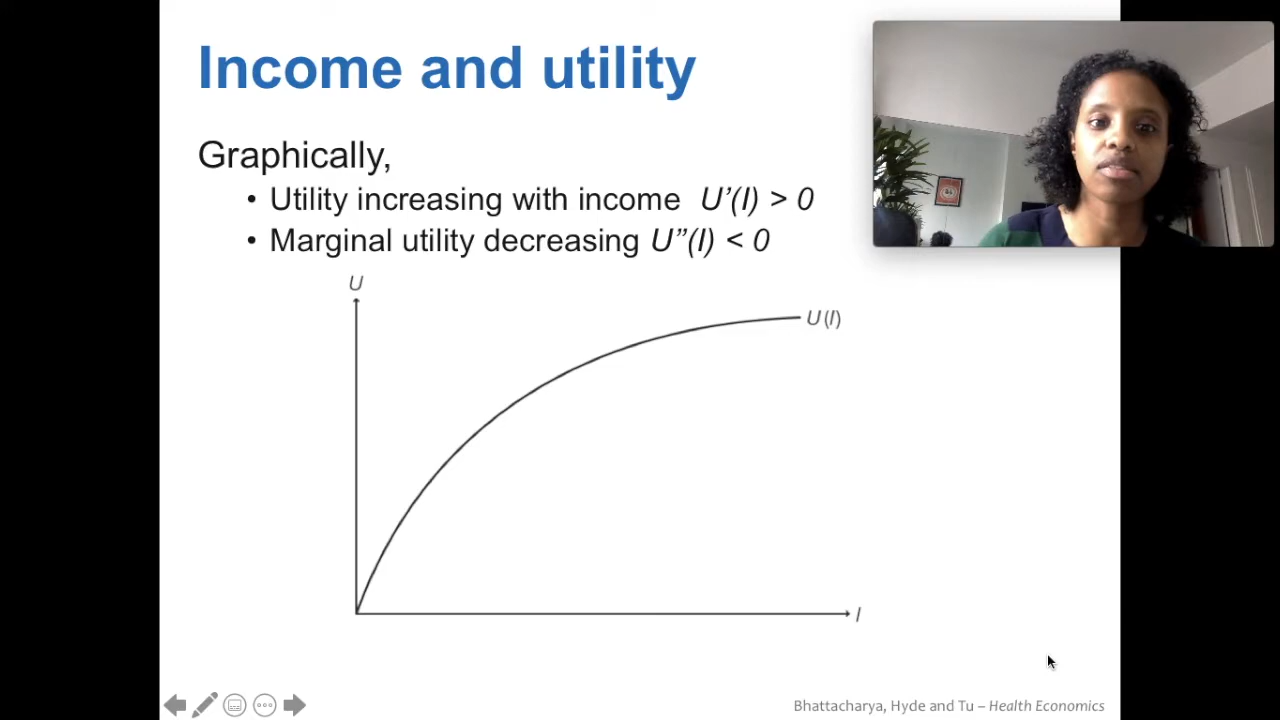 Income and utility
Graphically,
• Utility increasing with income U’(I) > 0
• Marginal utility decreasing U”(I) < 0
U
U(I)
I
Bhattacharya, Hyde and Tu – Health Economics